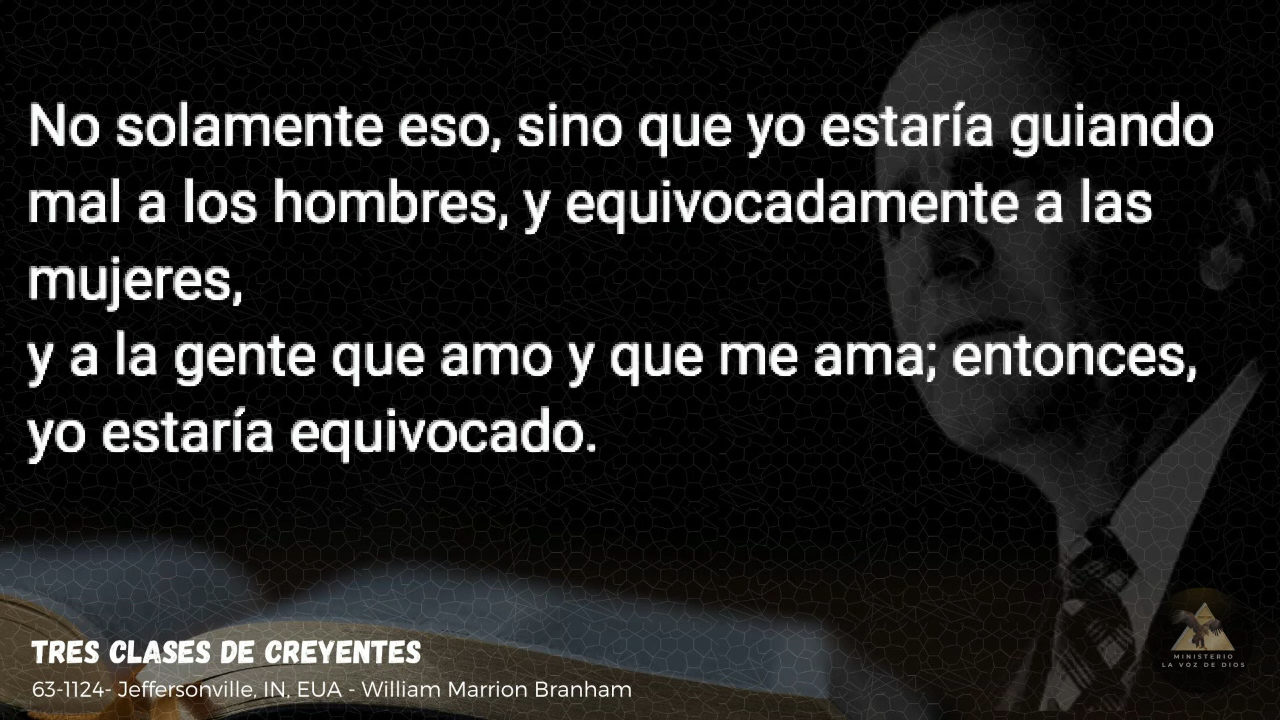 No solamente eso, sino que yo estaría guiando
mal a los hombres, y equivocadamente a las
mujeres,
y a la gente que amo y que me ama; entonces,
yo estaría equivocado.
TRES CLASES DE CREYENTES
63-1124- Jeffersonville, IN, EUA - William Marrion Branham
MINISTERIO
LA VOZ DE DIOS